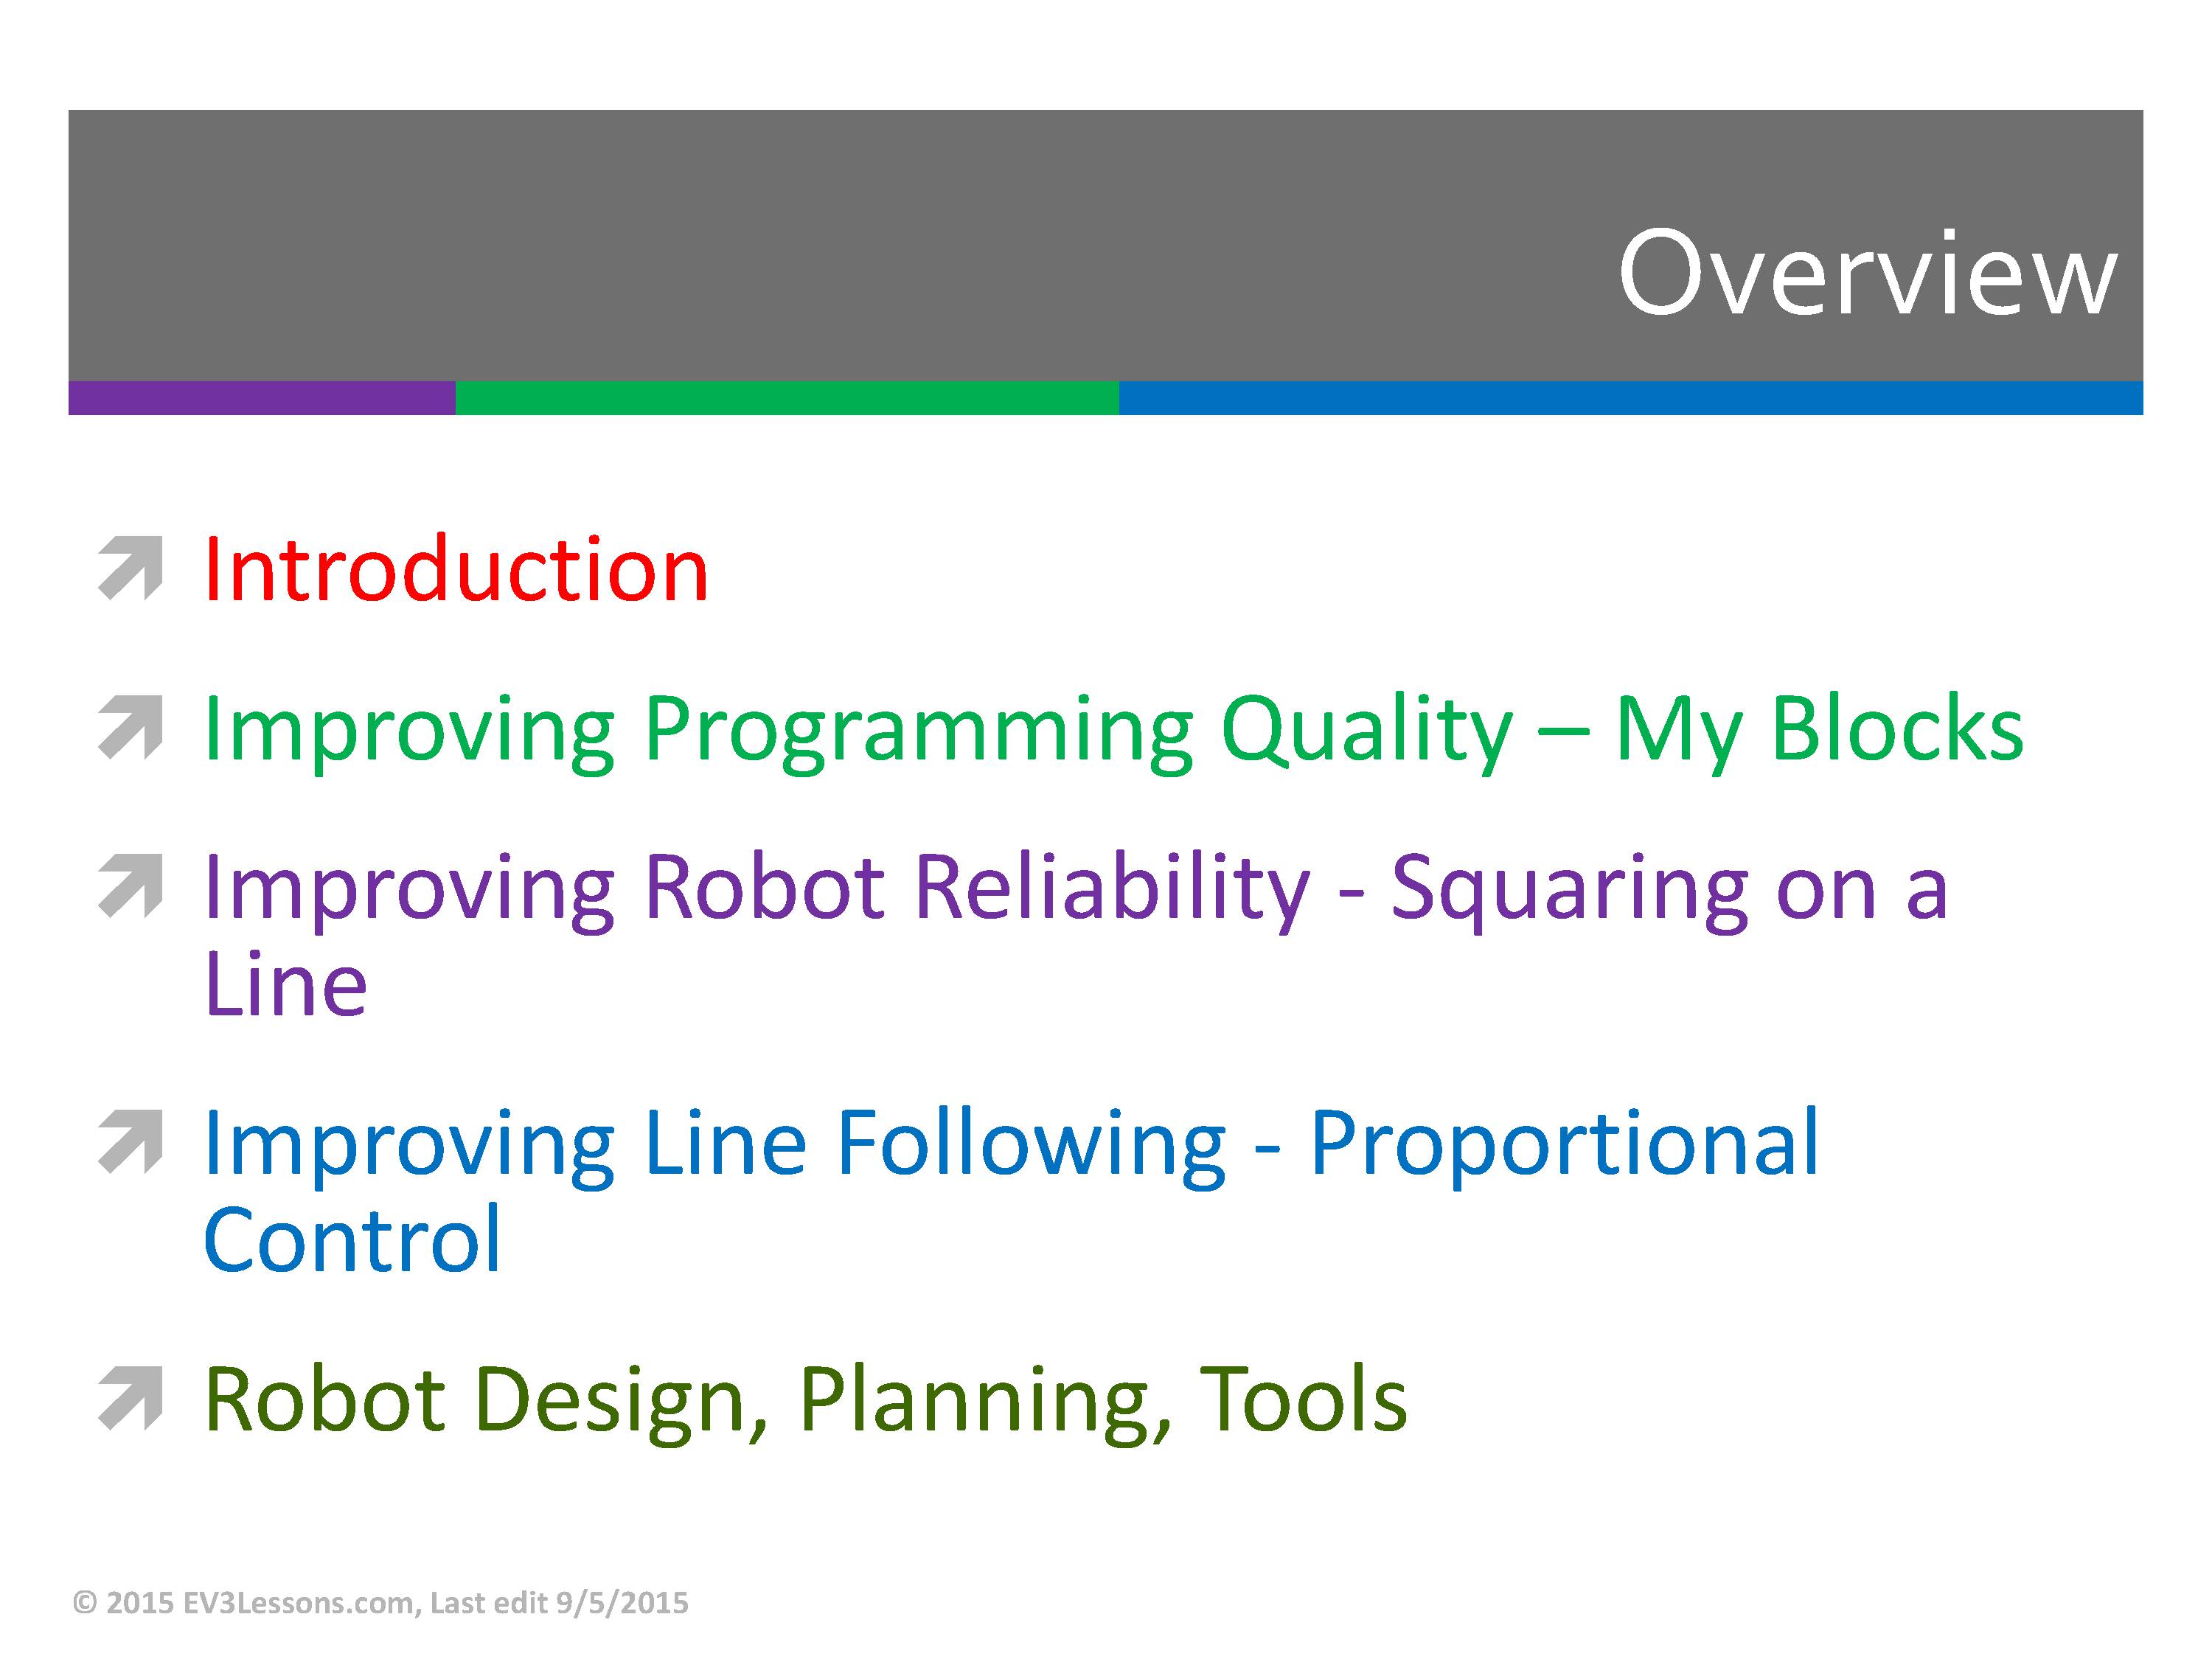 Overview
Introduction
Improving Programming Quality – My Blocks
Improving Robot Reliability - Squaring on a
Line
Improving Line Following - Proportional
Control
Robot Design, Planning, Tools
© 2015 EV3Lessons.com, Last edit 9/5/2015